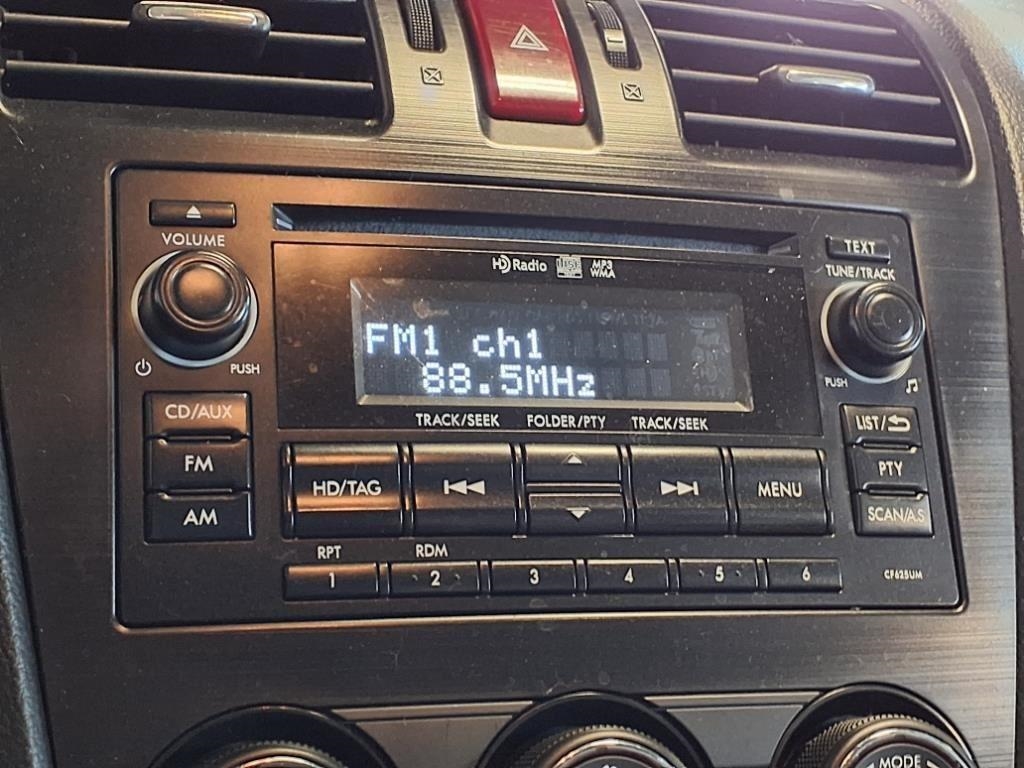 VOLUME
PUSH
CD/AUX
FM
AM
HD Radio
MP3
WMA
FM1 ch1
88.5MHz
TRACK/SEEK FOLDER/PTY TRACK/SEEK
HD/TAG
MENU
RPT RDM
1 2 3 4 5 6
TEXT
TUNE/TRACK
PUSH
LIST/
PTY
SCAN/A.S
CF625UM
MODE